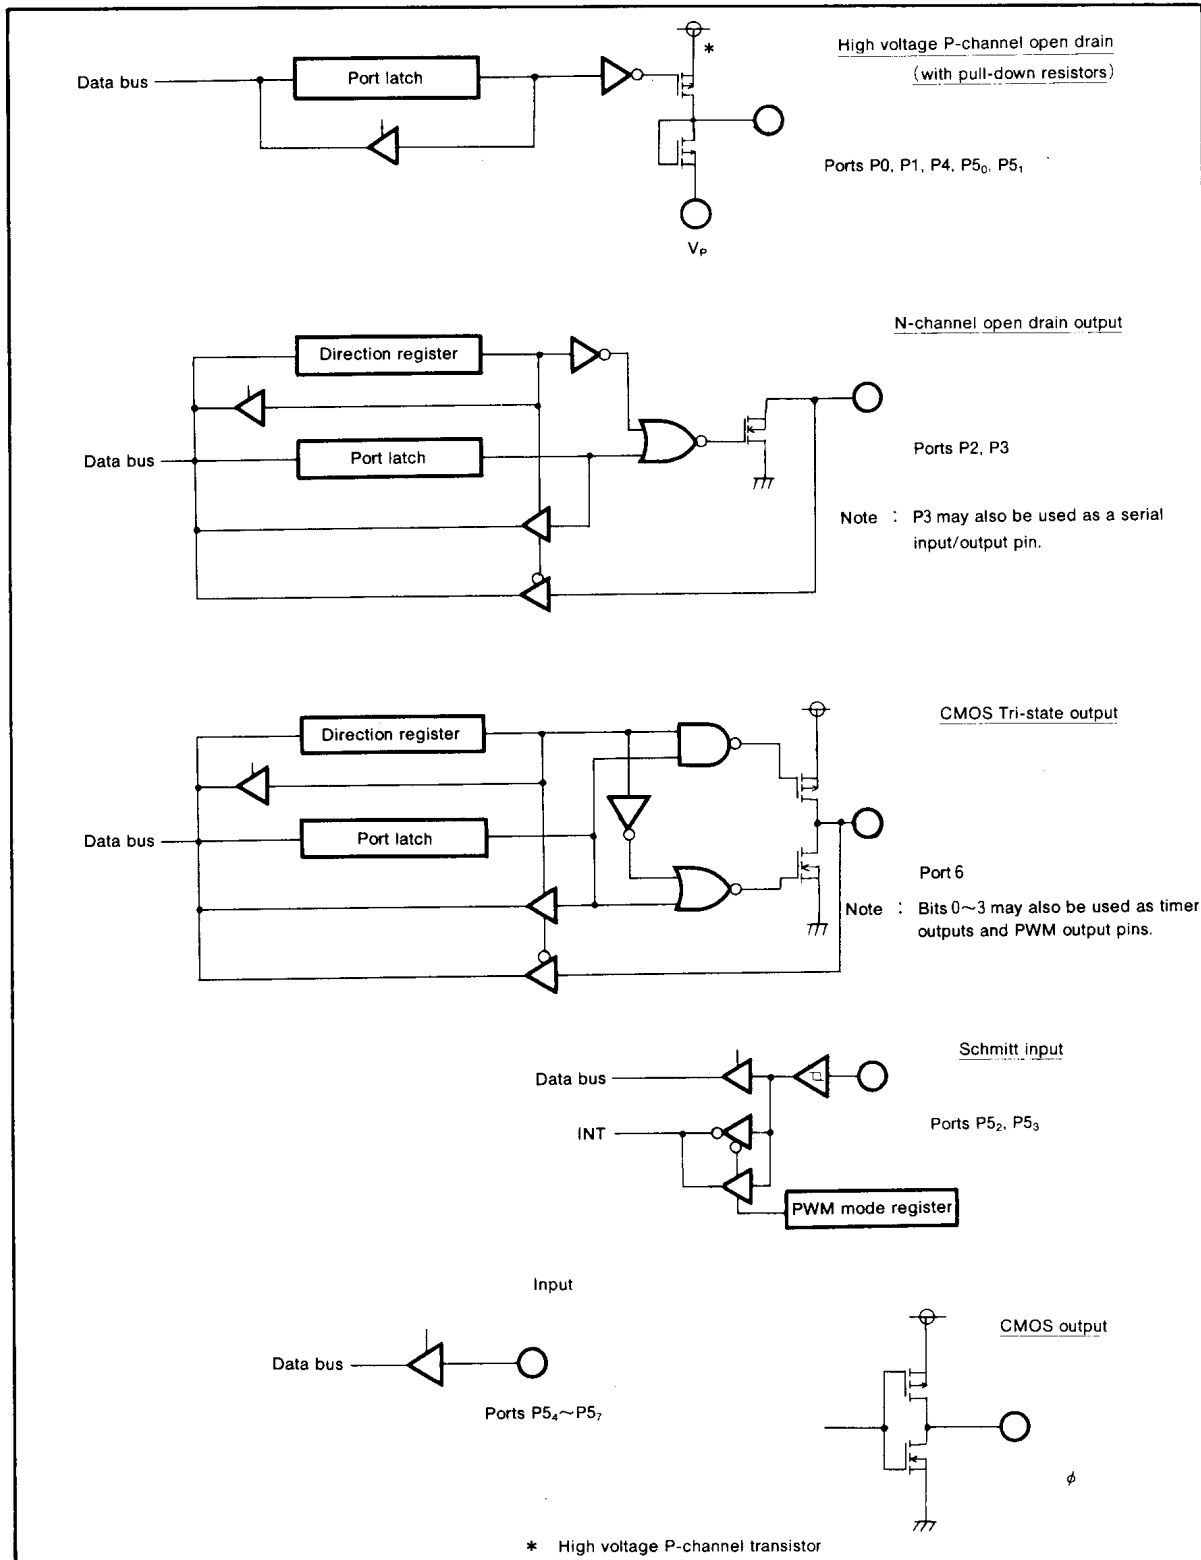 High voltage P-channel open drain
(with pull-down resistors)
*
Data bus
Port latch
Ports P0, P1, P4, P5₀, P5₁
V_P
N-channel open drain output
Direction register
Data bus
Port latch
Ports P2, P3
Note : P3 may also be used as a serial
input/output pin.
CMOS Tri-state output
Direction register
Data bus
Port latch
Port 6
Note : Bits 0~3 may also be used as timer
outputs and PWM output pins.
Schmitt input
Data bus
INT
Ports P5₂, P5₃
PWM mode register
Input
Data bus
Ports P5₄~P5₇
CMOS output
ϕ
* High voltage P-channel transistor